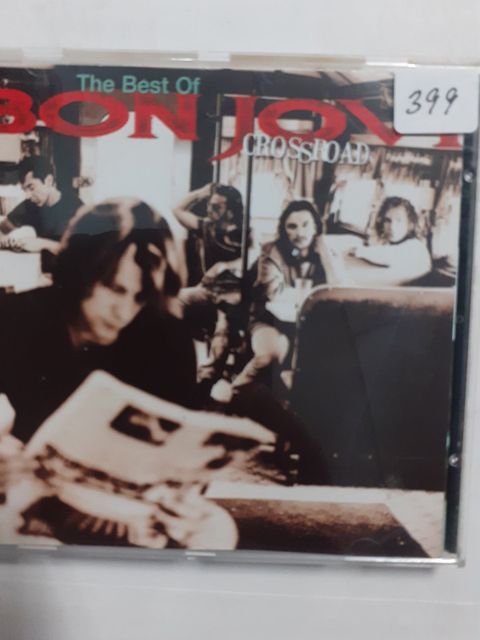 The Best Of
BON JOVI
CROSSROAD
399